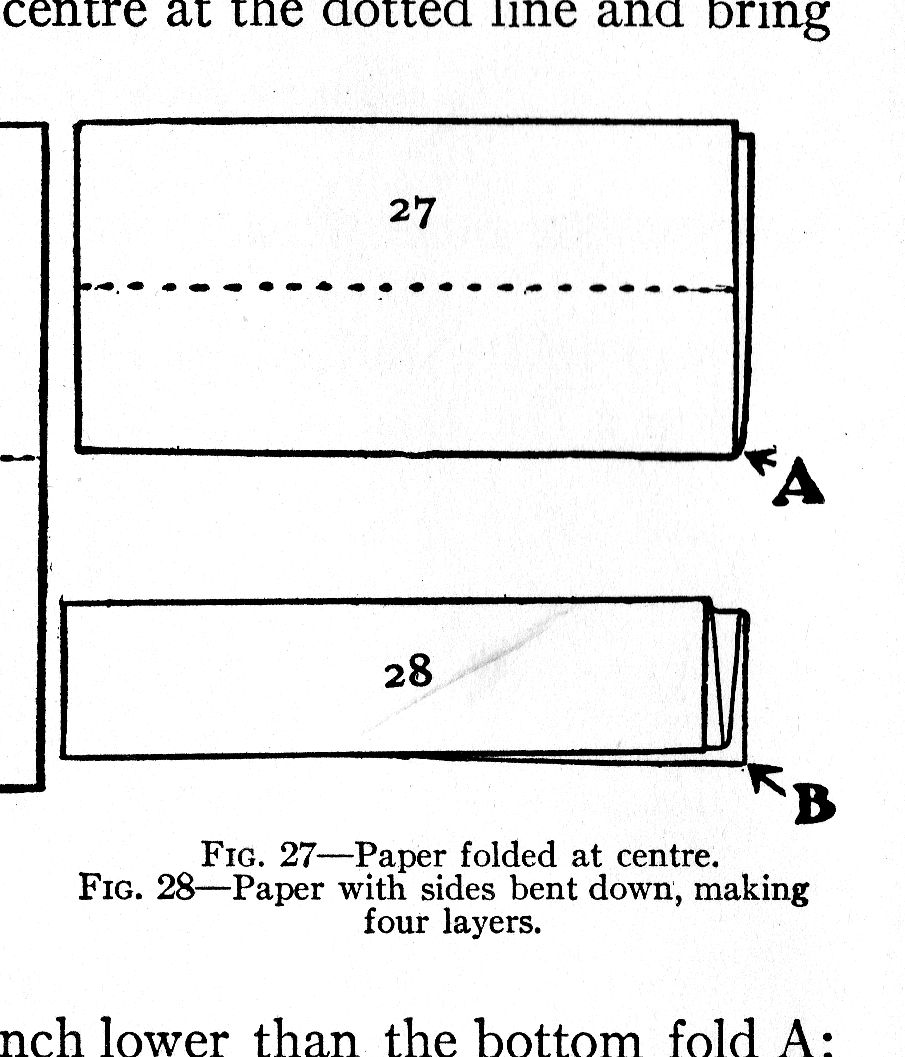 centre at the dotted line and bring
27
A
28
B
FIG. 27—Paper folded at centre.
FIG. 28—Paper with sides bent down, making
four layers.
nch lower than the bottom fold A: